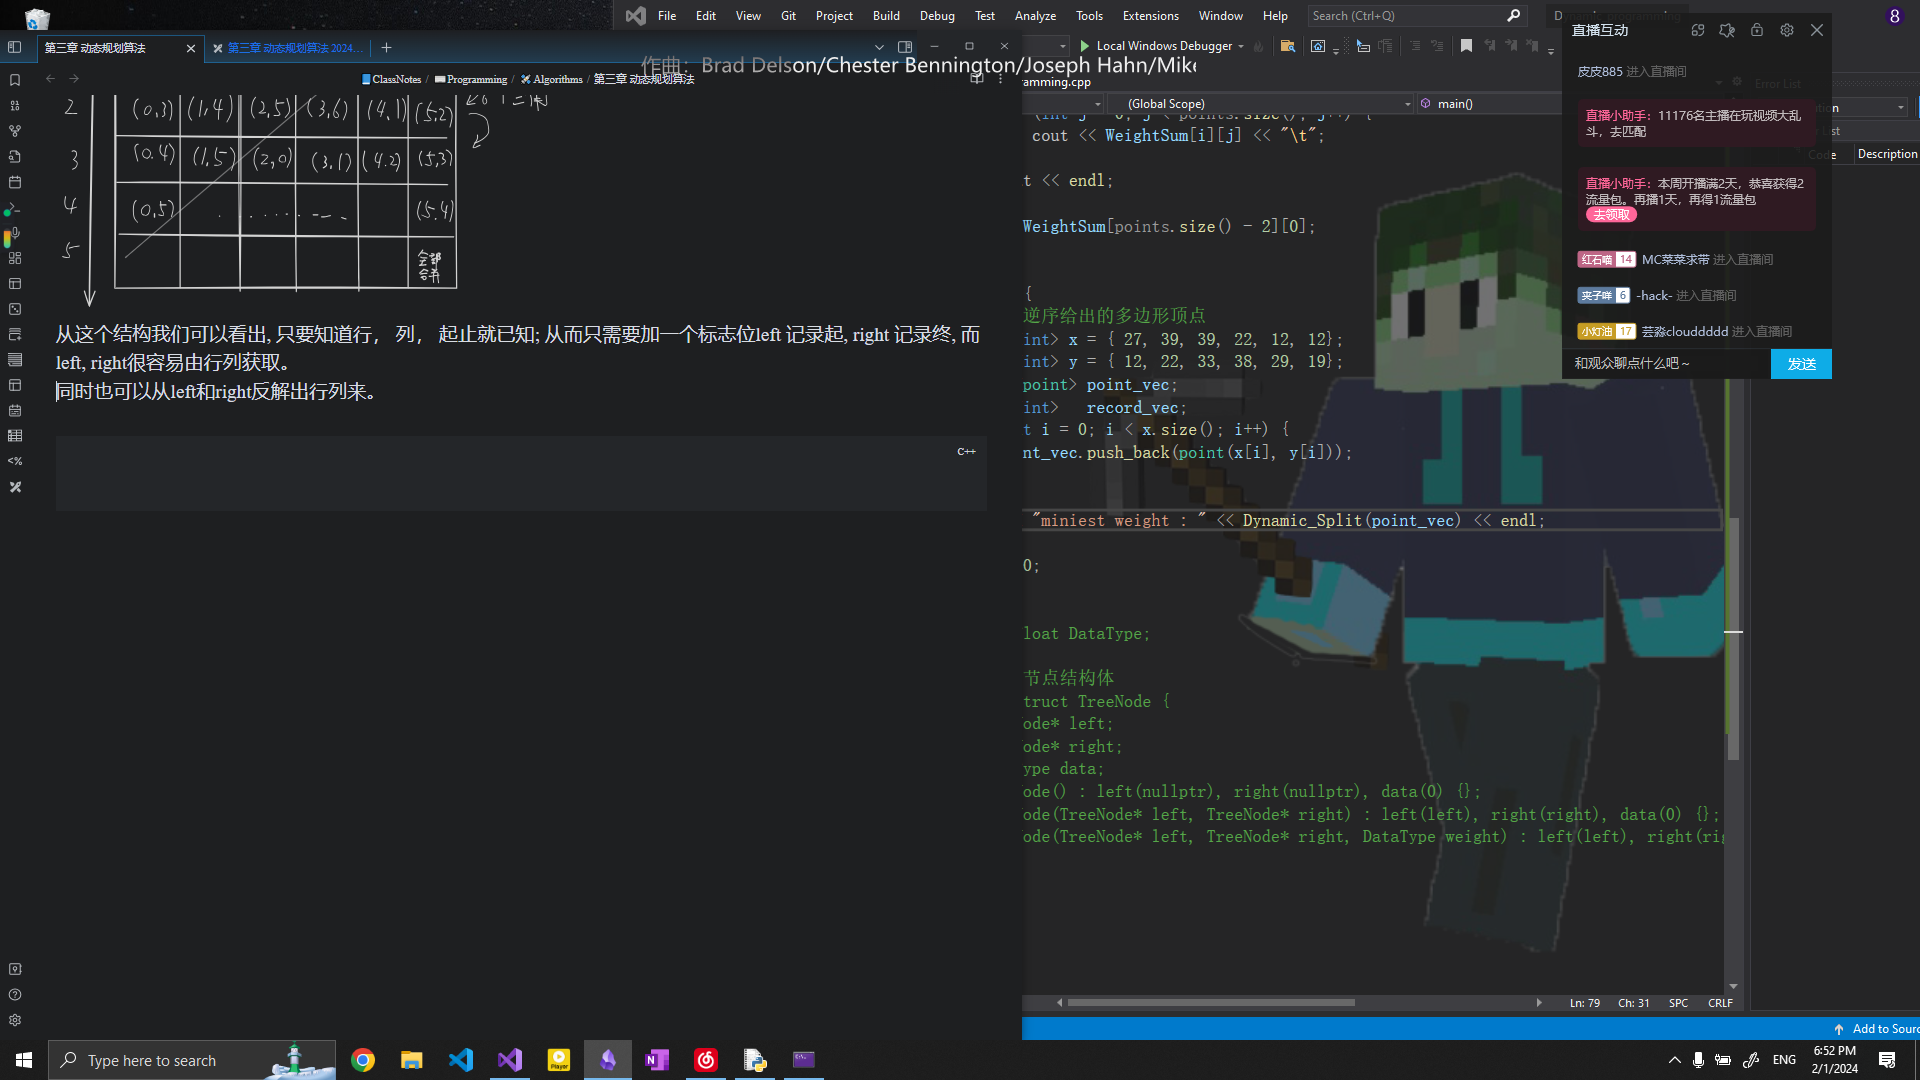 File Edit View Git Project Build Debug Test Analyze Tools Extensions Window Help Search (Ctrl+Q)
8
第三章 动态规划算法
第三章 动态规划算法 2024...
Local Windows Debugger
直播互动
作曲: Brad Delson/Chester Bennington/Joseph Hahn/Mike
ClassNotes / Programming / Algorithms / 第三章 动态规划算法
皮皮885 进入直播间
Error List
(Global Scope)
main()
直播小助手: 11176名主播在玩视频大乱
斗，去匹配
Code Description
直播小助手: 本周开播满2天，恭喜获得2
流量包。再播1天，再得1流量包
去领取
红石喵 14 MC菜菜求带 进入直播间
夹子咩 6 -hack- 进入直播间
小灯油 17 芸淼clouddddd 进入直播间
和观众聊点什么吧～
发送
2 (0,3) (1,4) (2,5) (3,6) (4,1) (5,2)
3 (0,4) (1,5) (2,0) (3,1) (4,2) (5,3)
4 (0,5) (5,4)
5 全部
合并
从这个结构我们可以看出, 只要知道行， 列， 起止就已知; 从而只需要加一个标志位left 记录起, right 记录终, 而
left, right很容易由行列获取。
同时也可以从left和right反解出行列来。
C++
cout << WeightSum[i][j] << "\t";
t << endl;
WeightSum[points.size() - 2][0];
{
逆序给出的多边形顶点
int> x = { 27, 39, 39, 22, 12, 12};
int> y = { 12, 22, 33, 38, 29, 19};
point> point_vec;
int> record_vec;
t i = 0; i < x.size(); i++) {
nt_vec.push_back(point(x[i], y[i]));
"miniest weight : " << Dynamic_Split(point_vec) << endl;
0;
loat DataType;
节点结构体
truct TreeNode {
ode* left;
ode* right;
ype data;
ode() : left(nullptr), right(nullptr), data(0) {};
ode(TreeNode* left, TreeNode* right) : left(left), right(right), data(0) {};
ode(TreeNode* left, TreeNode* right, DataType weight) : left(left), right(rig
Ln: 79 Ch: 31 SPC CRLF
Add to Sourc
Type here to search
ENG
6:52 PM
2/1/2024